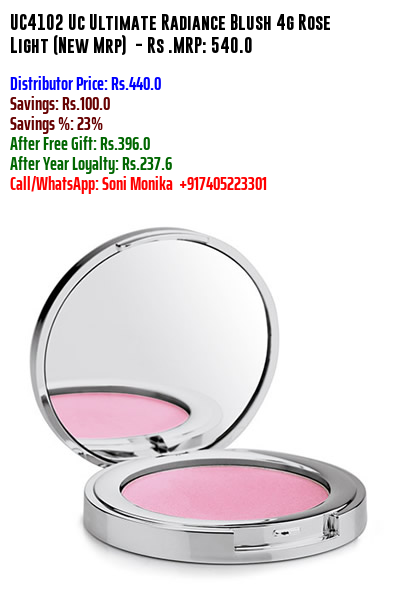 UC4102 Uc Ultimate Radiance Blush 4g Rose
Light (New Mrp) - Rs .MRP: 540.0
Distributor Price: Rs.440.0
Savings: Rs.100.0
Savings %: 23%
After Free Gift: Rs.396.0
After Year Loyalty: Rs.237.6
Call/WhatsApp: Soni Monika +917405223301